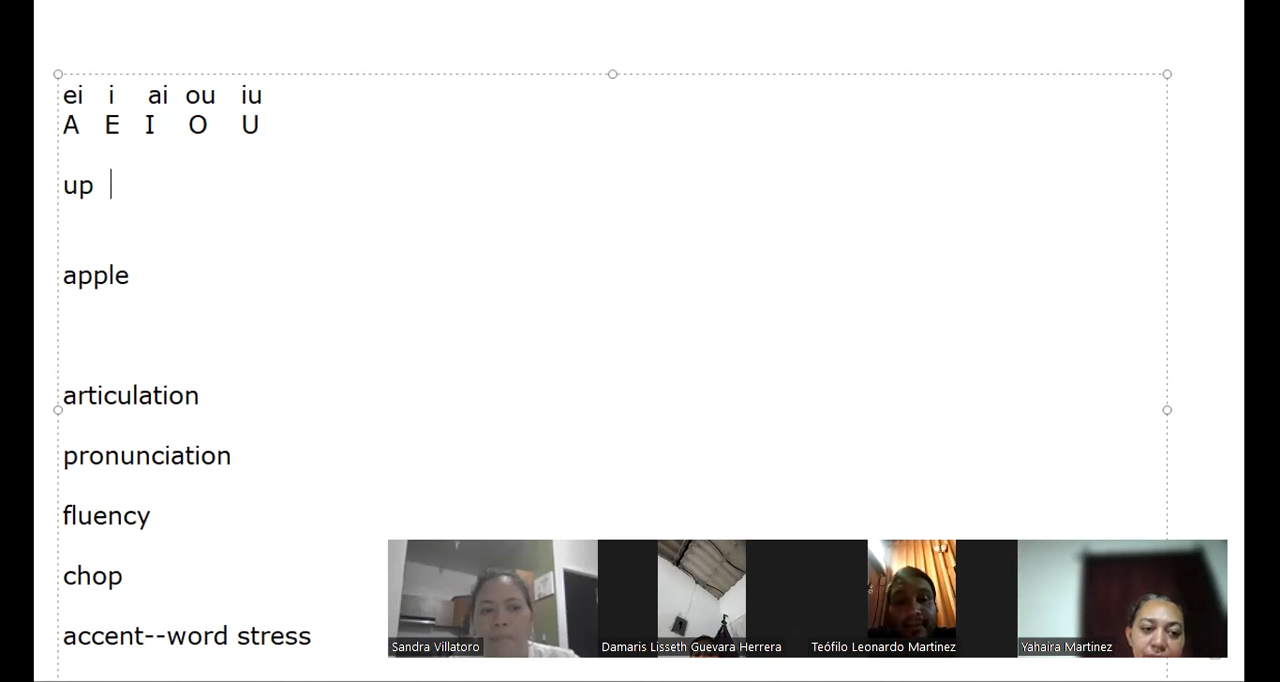 ei i ai ou iu
A E I O U
up
apple
articulation
pronunciation
fluency
chop
accent--word stress
Sandra Villatoro
Damaris Lisseth Guevara Herrera
Teófilo Leonardo Martinez
Yahaira Martinez